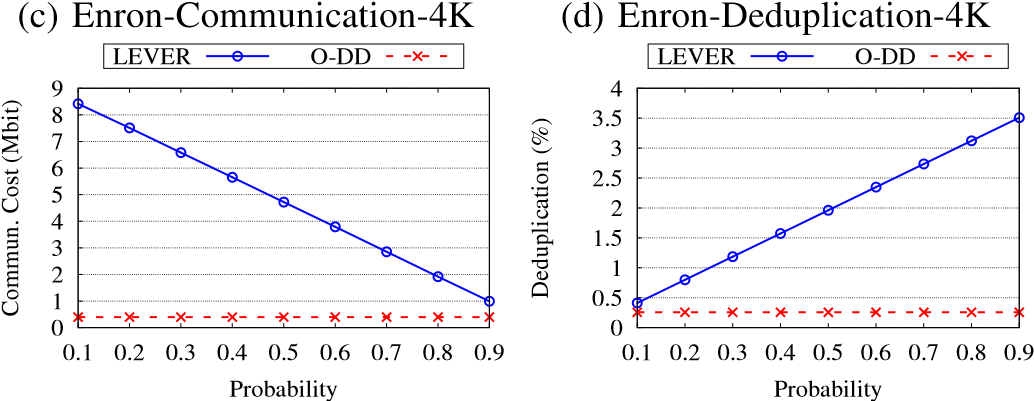 (c) Enron-Communication-4K
LEVER O-DD
Commun. Cost (Mbit)
9
8
7
6
5
4
3
2
1
0
0.1 0.2 0.3 0.4 0.5 0.6 0.7 0.8 0.9
Probability
(d) Enron-Deduplication-4K
LEVER O-DD
Deduplication (%)
4
3.5
3
2.5
2
1.5
1
0.5
0
0.1 0.2 0.3 0.4 0.5 0.6 0.7 0.8 0.9
Probability